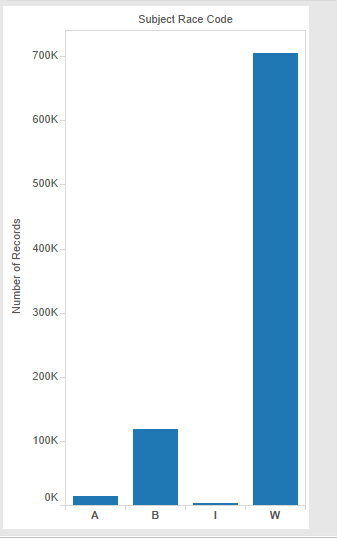 Subject Race Code
700K
600K
500K
400K
300K
200K
100K
0K
Number of Records
A B I W